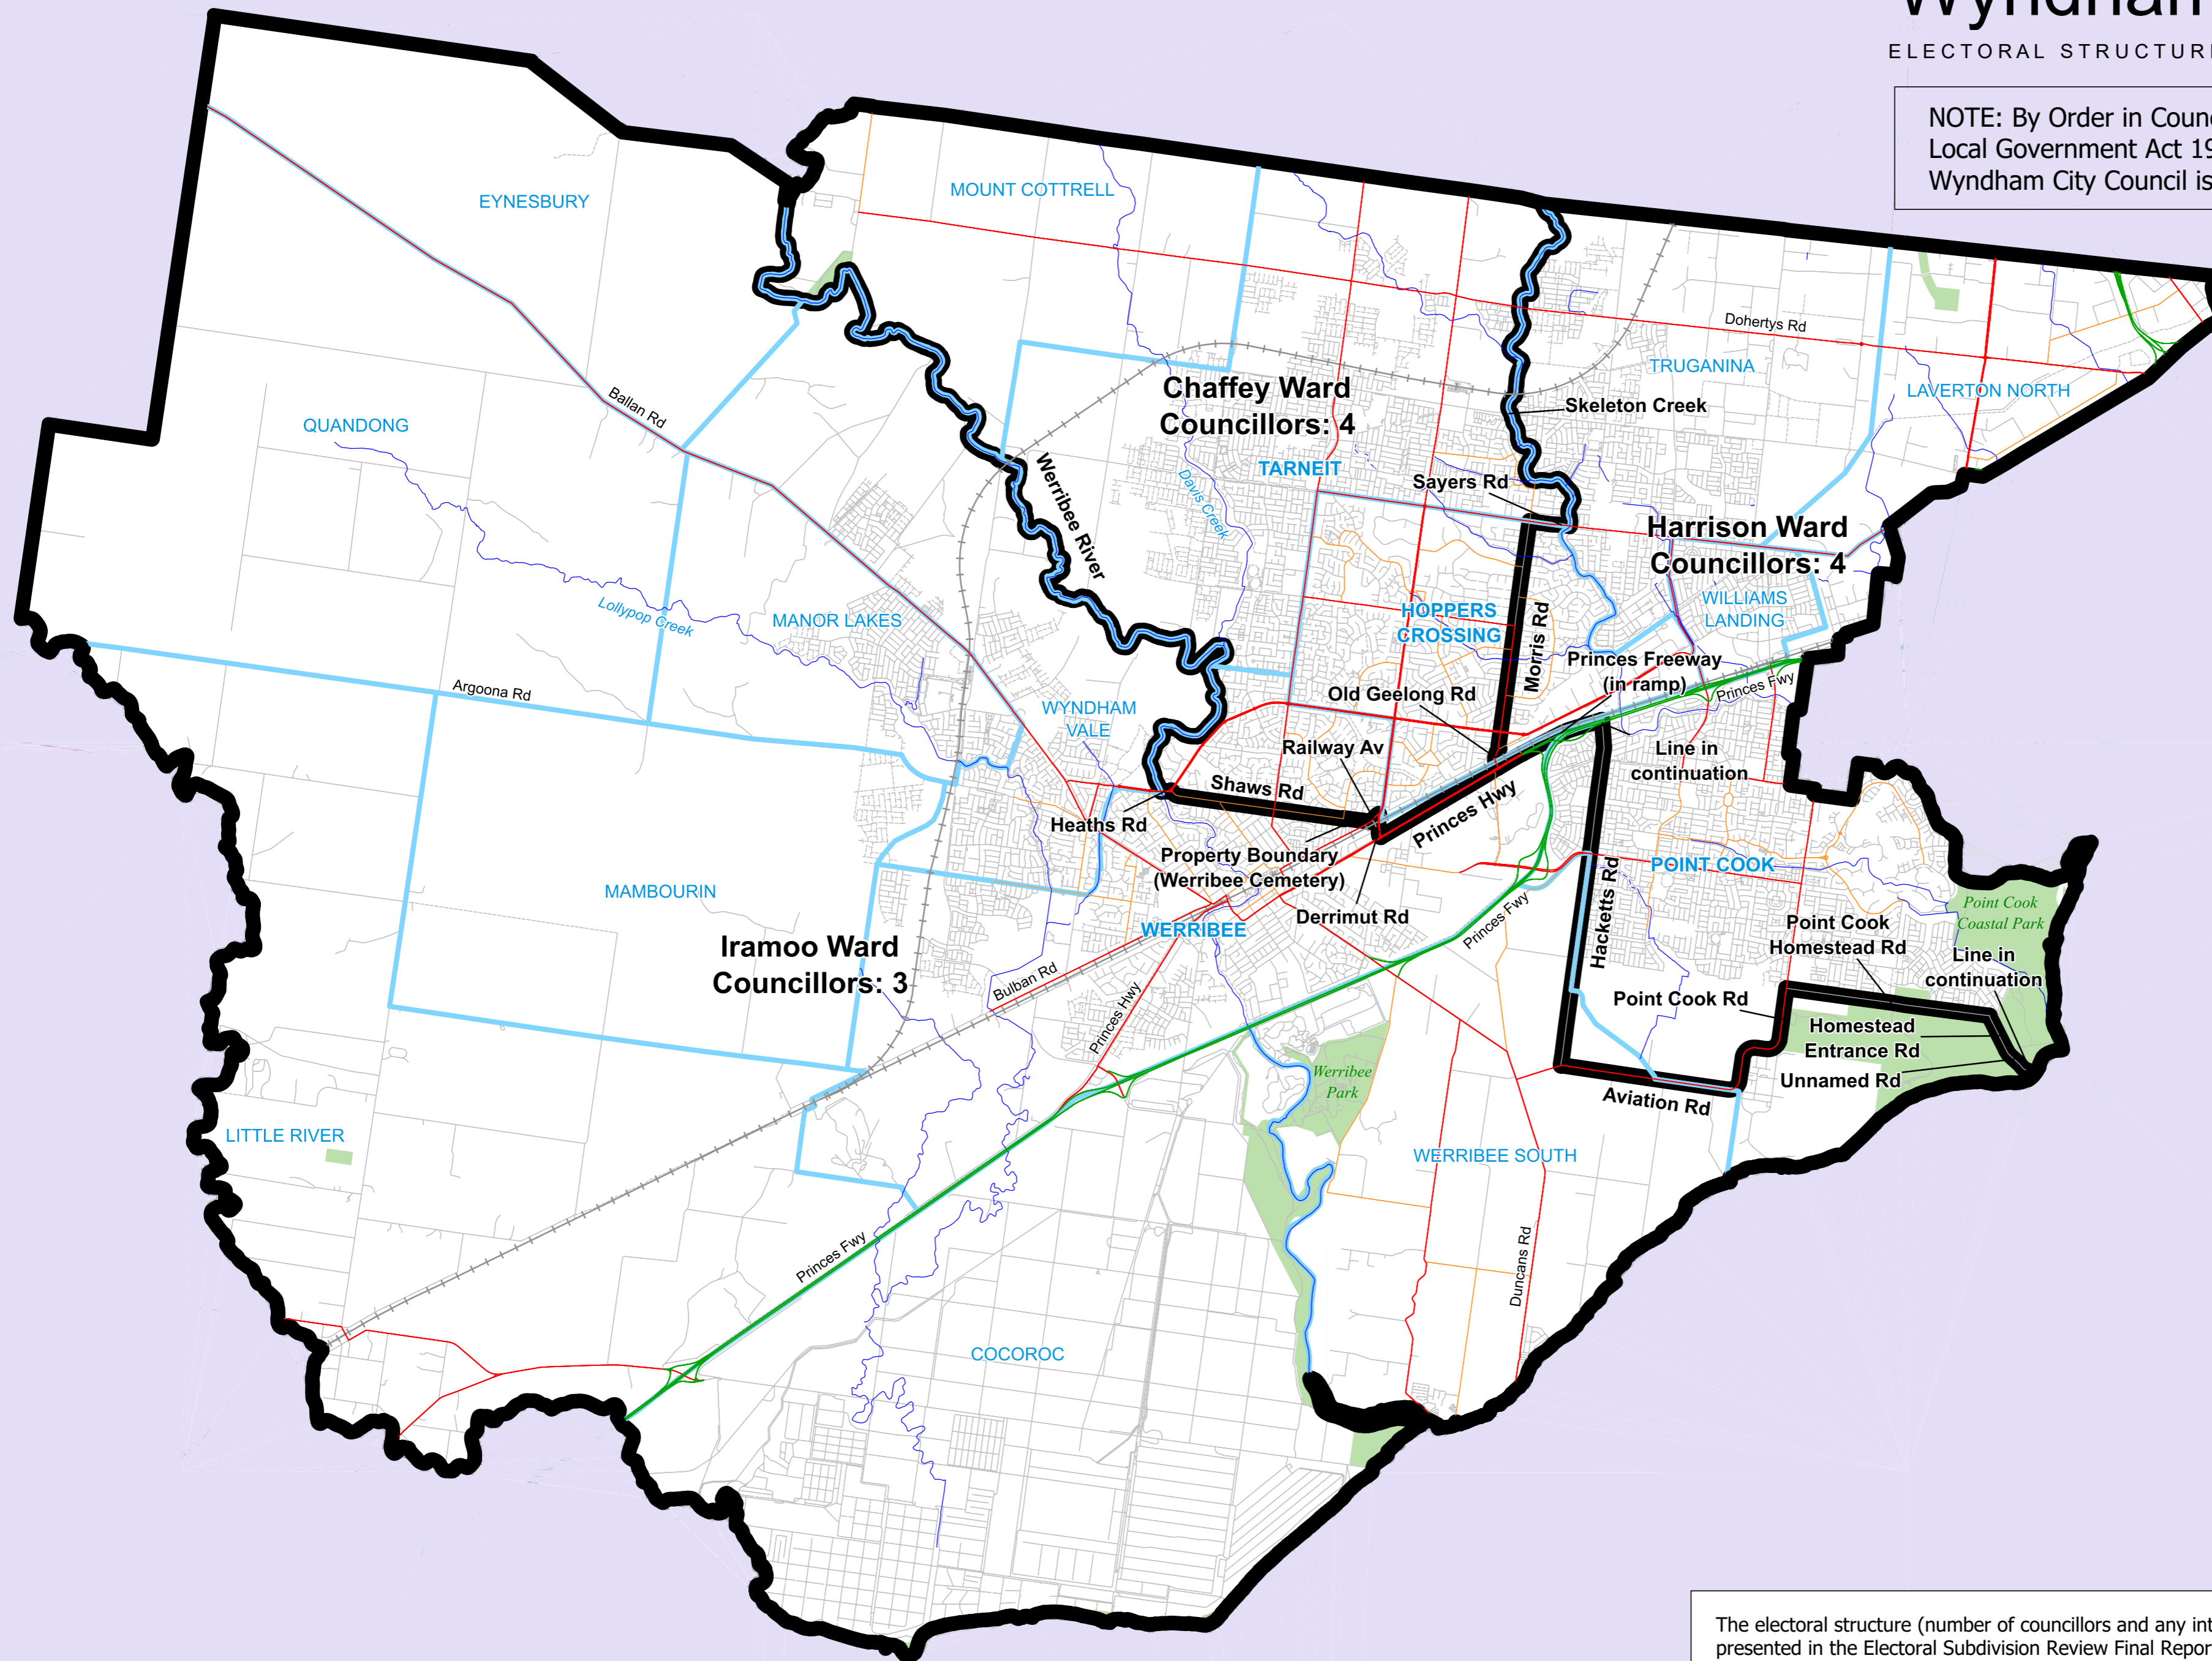 Wyndham
ELECTORAL STRUCTURE
NOTE: By Order in Counc
Local Government Act 19
Wyndham City Council is
EYNESBURY
MOUNT COTTRELL
Dohertys Rd
TRUGANINA
LAVERTON NORTH
Chaffey Ward
Councillors: 4
Skeleton Creek
QUANDONG
Ballan Rd
TARNEIT
Sayers Rd
Davis Creek
Werribee River
Harrison Ward
Councillors: 4
WILLIAMS
LANDING
Lollypop Creek
MANOR LAKES
HOPPERS
CROSSING
Morris Rd
Princes Freeway
(in ramp)
Princes Fwy
Argoona Rd
Old Geelong Rd
WYNDHAM
VALE
Railway Av
Line in
continuation
Shaws Rd
Princes Hwy
Heaths Rd
Property Boundary
(Werribee Cemetery)
POINT COOK
Hacketts Rd
MAMBOURIN
Derrimut Rd
WERRIBEE
Princes Fwy
Point Cook
Coastal Park
Point Cook
Homestead Rd
Line in
continuation
Iramoo Ward
Councillors: 3
Bulban Rd
Princes Hwy
Point Cook Rd
Homestead
Entrance Rd
Unnamed Rd
Werribee
Park
Aviation Rd
LITTLE RIVER
WERRIBEE SOUTH
Princes Fwy
Duncans Rd
COCOROC
The electoral structure (number of councillors and any int
presented in the Electoral Subdivision Review Final Repor